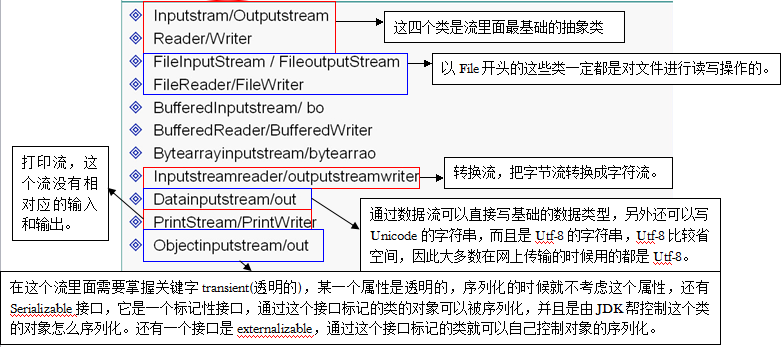 Inputstram/Outputstream
Reader/Writer
这四个类是流里面最基础的抽象类
FileInputStream / FileoutputStream
FileReader/FileWriter
以 File 开头的这些类一定都是对文件进行读写操作的。
BufferedInputstream/ bo
BufferedReader/BufferedWriter
Bytearrayinputstream/bytearrao
打印流，这
个流没有相
对应的输入
和输出。
Inputstreamreader/outputstreamwriter
转换流，把字节流转换成字符流。
Datainputstream/out
PrintStream/PrintWriter
Objectinputstream/out
通过数据流可以直接写基础的数据类型，另外还可以写
Unicode 的字符串，而且是 Utf-8 的字符串，Utf-8 比较省
空间，因此大多数在网上传输的时候用的都是 Utf-8。
在这个流里面需要掌握关键字 transient(透明的)，某一个属性是透明的，序列化的时候就不考虑这个属性，还有
Serializable 接口，它是一个标记性接口，通过这个接口标记的类的对象可以被序列化，并且是由 JDK 帮控制这个类
的对象怎么序列化。还有一个接口是 externalizable，通过这个接口标记的类就可以自己控制对象的序列化。